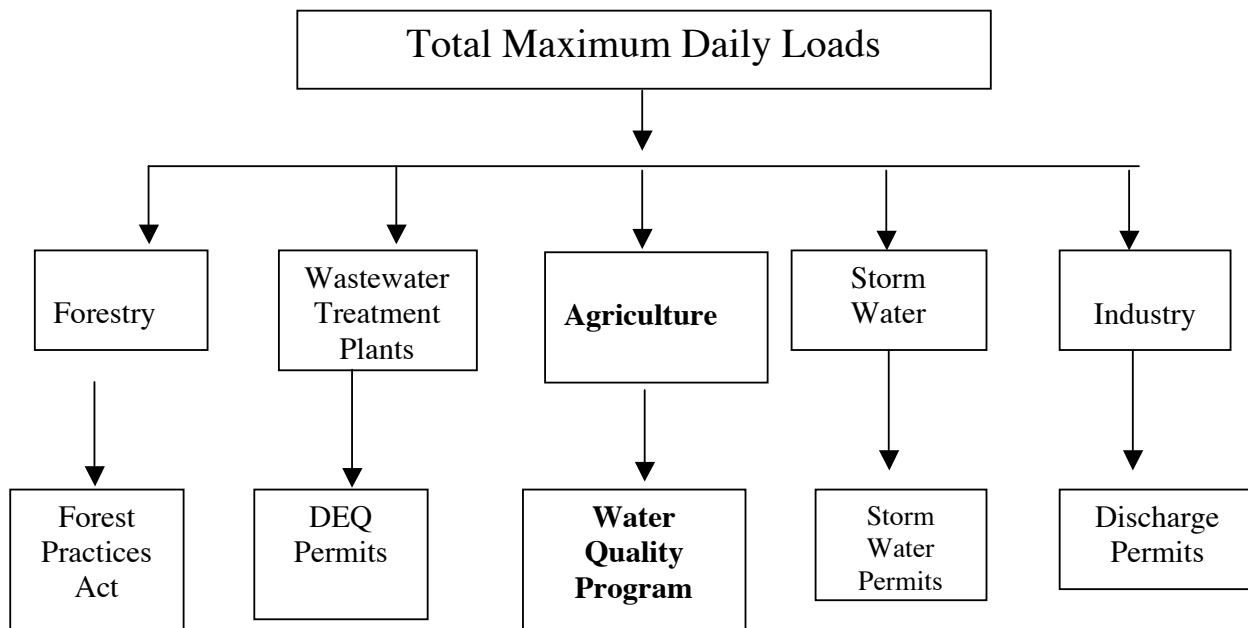 Total Maximum Daily Loads
Forestry
Wastewater
Treatment
Plants
Agriculture
Storm
Water
Industry
Forest
Practices
Act
DEQ
Permits
Water
Quality
Program
Storm
Water
Permits
Discharge
Permits